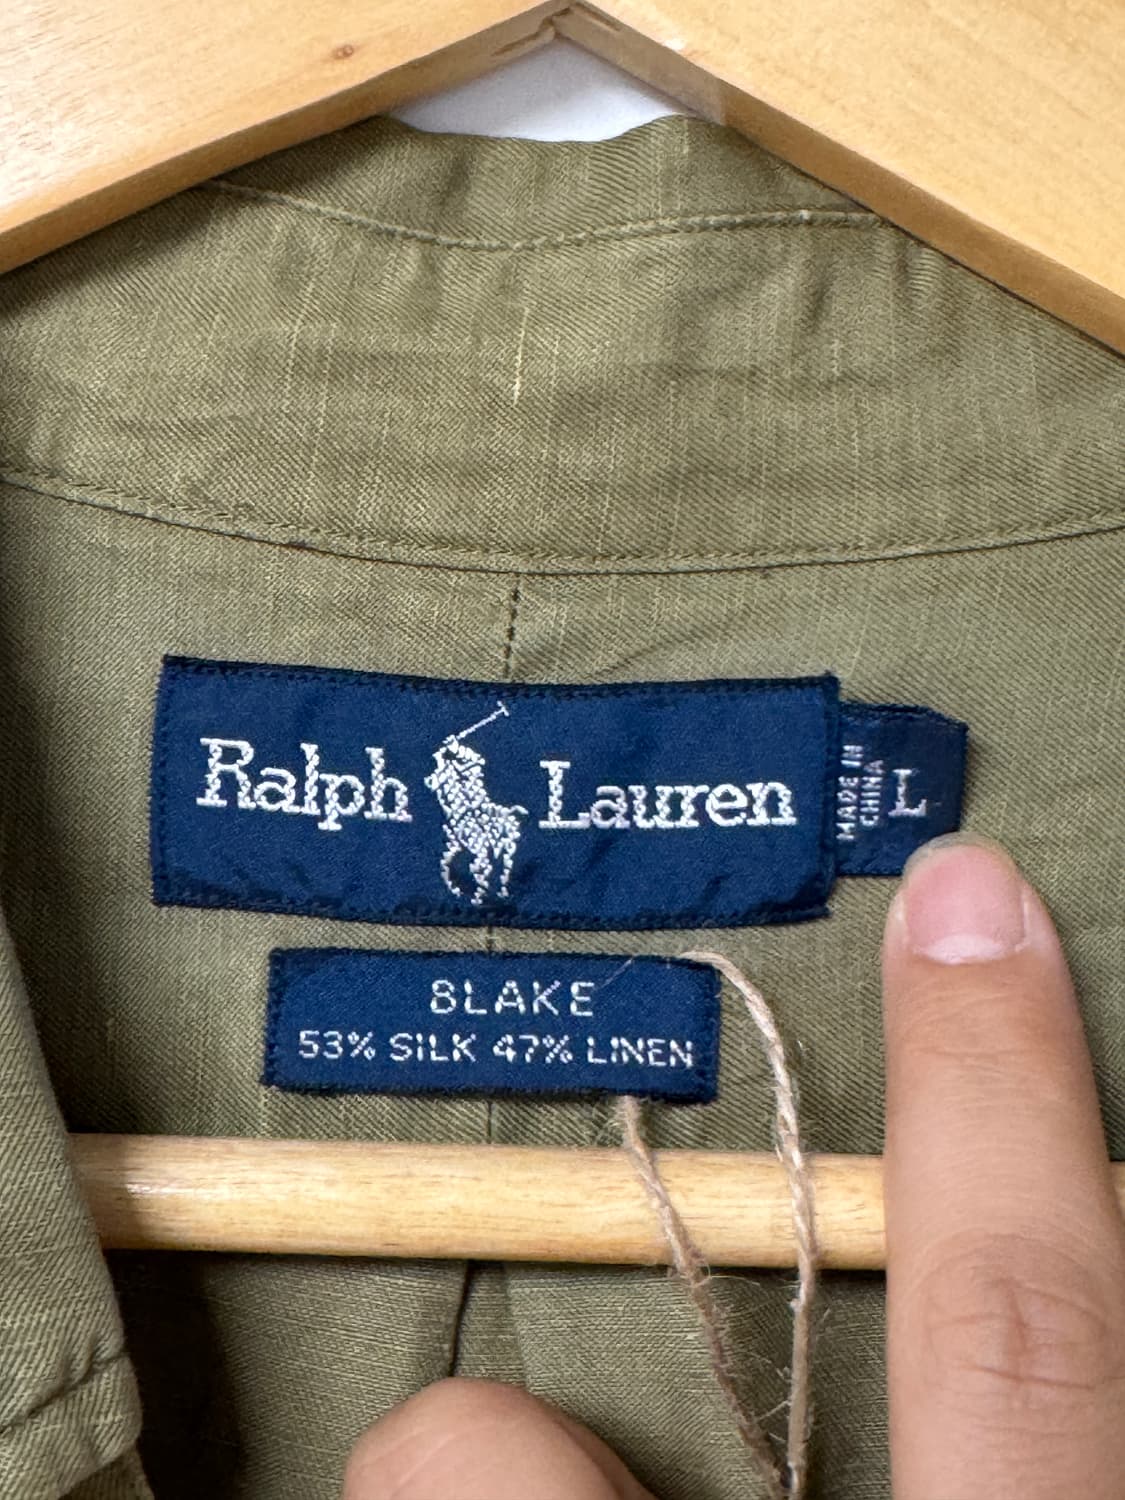 Ralph Lauren
MADE IN
CHINA
L
BLAKE
53% SILK 47% LINEN